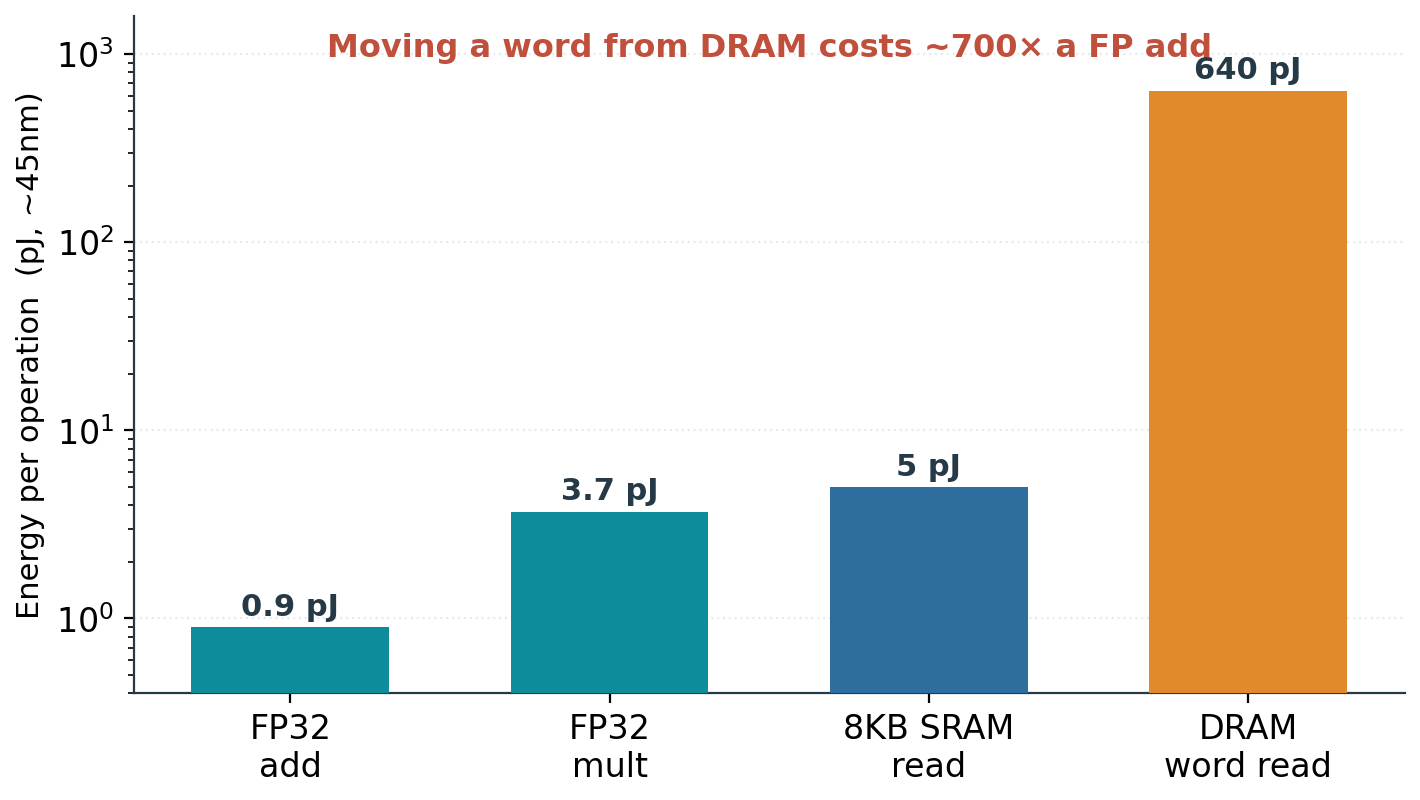 Moving a word from DRAM costs ~700× a FP add
640 pJ
5 pJ
3.7 pJ
0.9 pJ
Energy per operation (pJ, ~45nm)
10³
10²
10¹
10⁰
FP32 add
FP32 mult
8KB SRAM read
DRAM word read